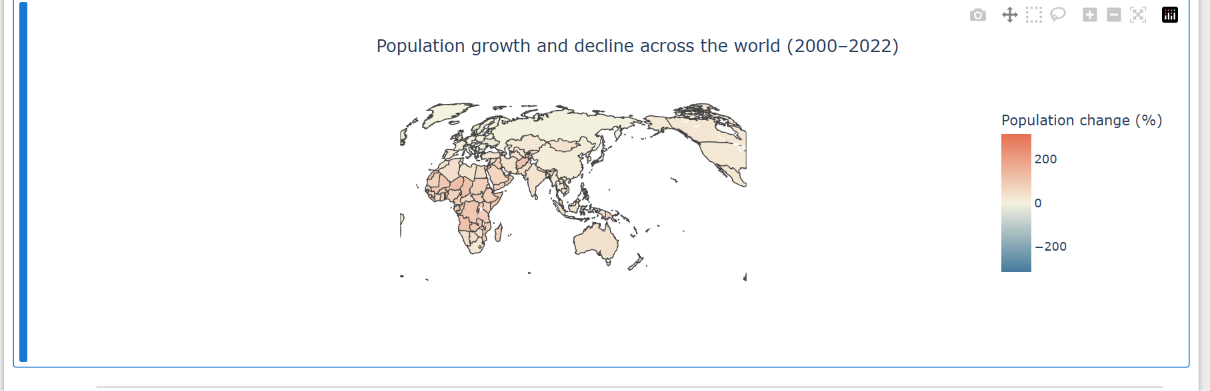 Population growth and decline across the world (2000–2022)
Population change (%)
200
0
−200